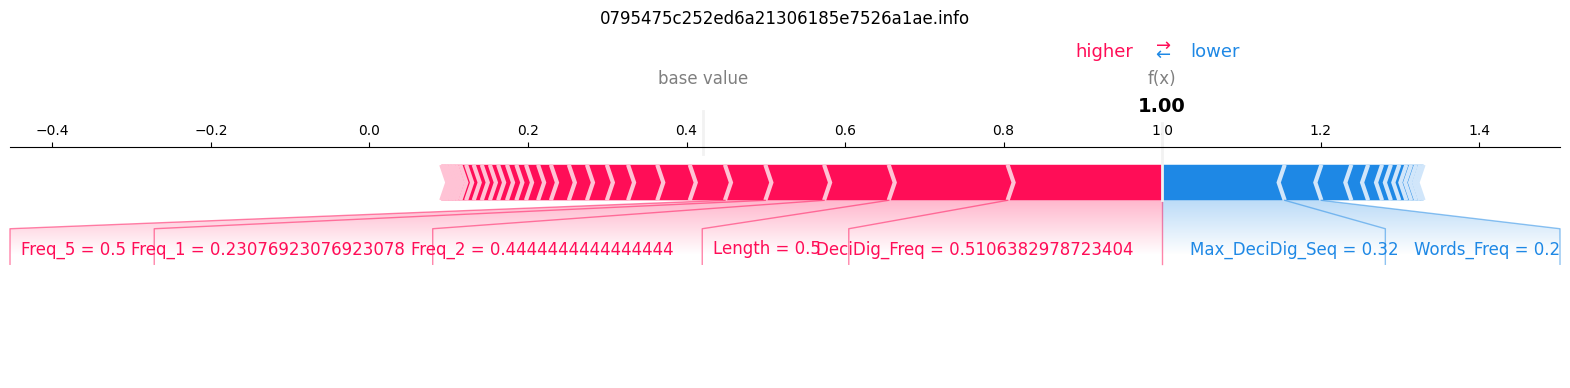 0795475c252ed6a21306185e7526a1ae.info
higher ⇄ lower
base value f(x)
1.00
−0.4 −0.2 0.0 0.2 0.4 0.6 0.8 1.0 1.2 1.4
Freq_5 = 0.5 Freq_1 = 0.23076923076923078 Freq_2 = 0.4444444444444444 Length = 0.5 DeciDig_Freq = 0.5106382978723404 Max_DeciDig_Seq = 0.32 Words_Freq = 0.2